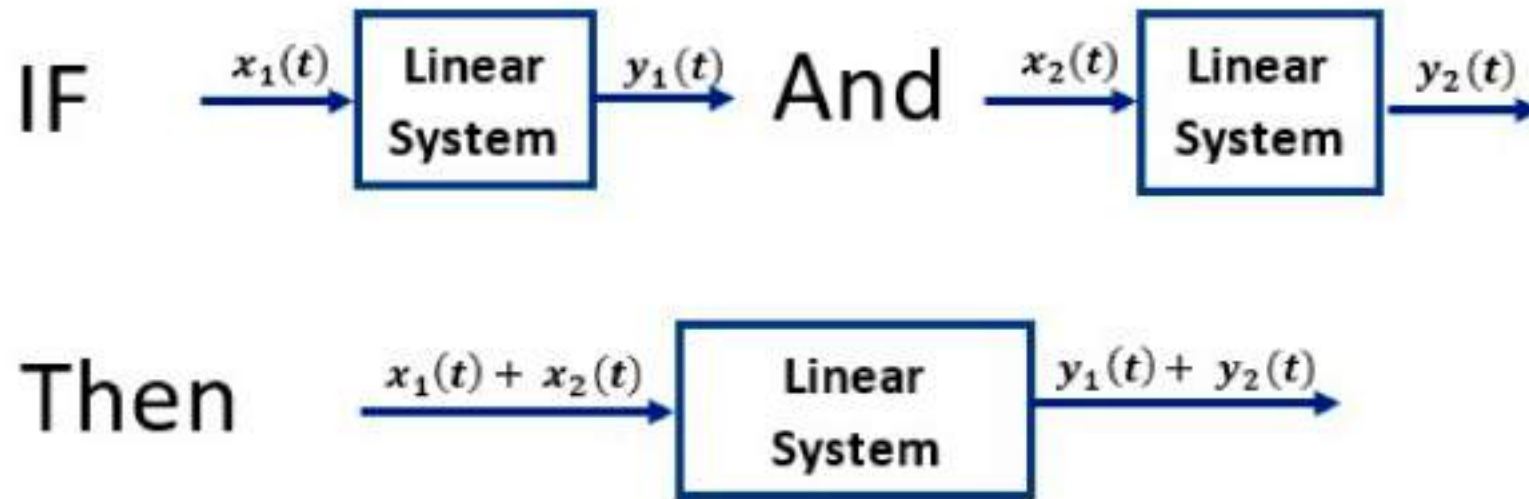 IF x₁(t) Linear System y₁(t) And x₂(t) Linear System y₂(t)
Then x₁(t) + x₂(t) Linear System y₁(t) + y₂(t)